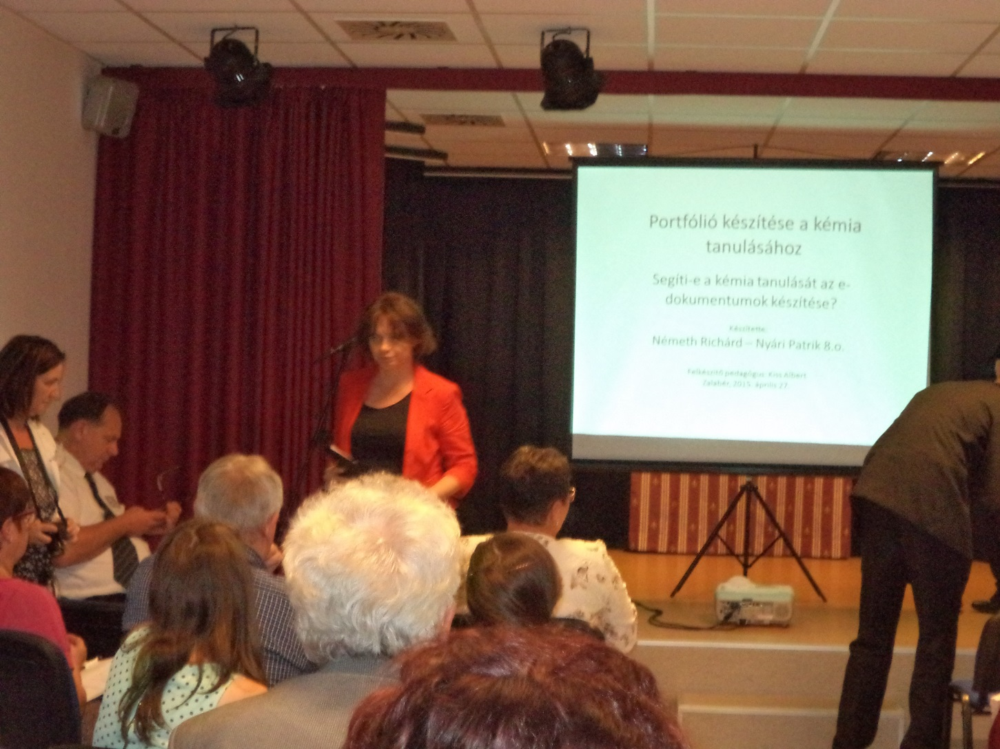 Portfólió készítése a kémia
tanulásához
Segíti-e a kémia tanulását az e-
dokumentumok készítése?
Készítette:
Németh Richárd – Nyári Patrik 8.o.
Felkészítő pedagógus: Kiss Albert
Zalabér, 2015. április 27.